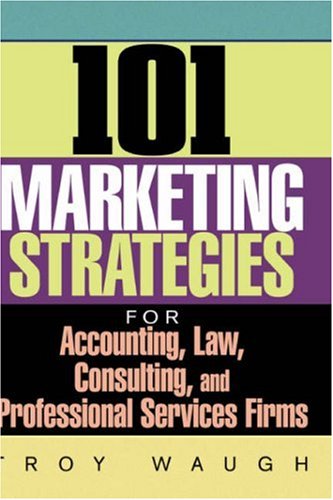 101
MARKETING
STRATEGIES
FOR
Accounting, Law,
Consulting, and
Professional Services Firms
TROY WAUGH